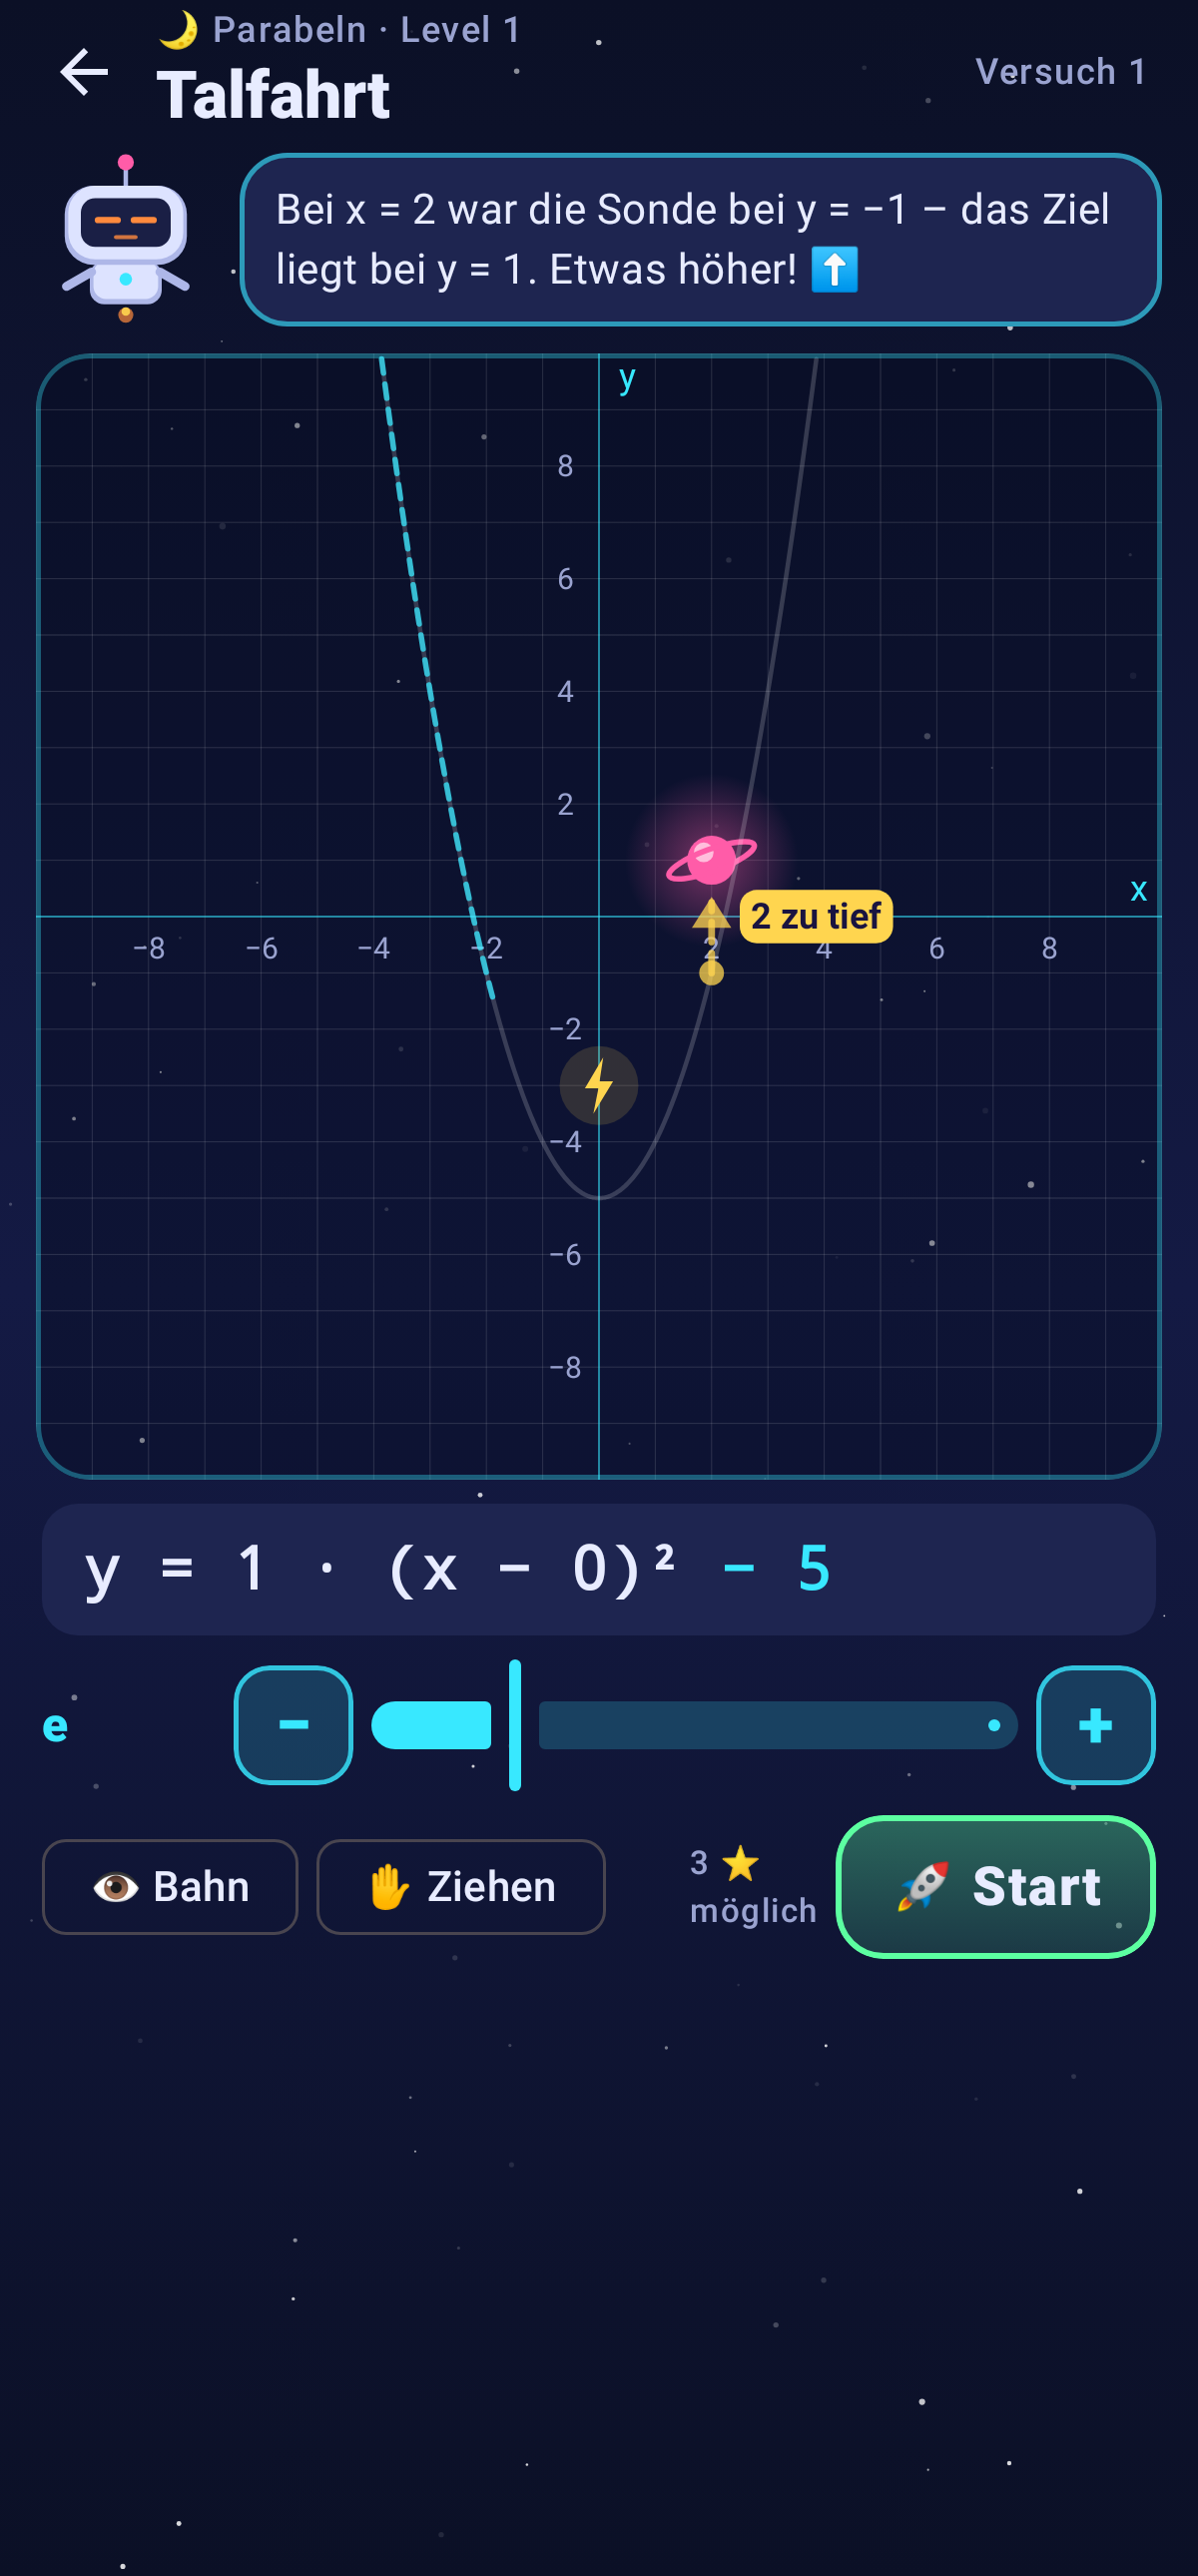 🌙 Parabeln · Level 1
Talfahrt
Versuch 1
Bei x = 2 war die Sonde bei y = −1 – das Ziel
liegt bei y = 1. Etwas höher! ⬆️
y
8
6
4
2
x
2 zu tief
−8 −6 −4 −2 2 4 6 8
−2
−4
−6
−8
y = 1 · (x − 0)² − 5
e
−
+
👁️ Bahn
✋ Ziehen
3 ⭐
möglich
🚀 Start